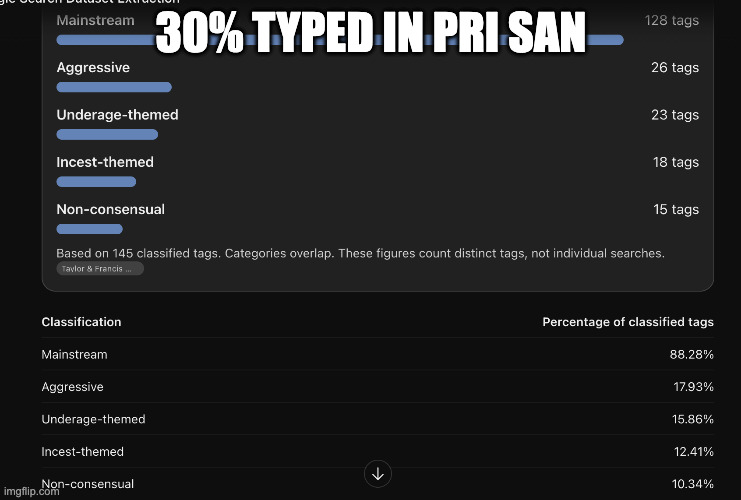 Search Dataset Extraction
30% TYPED IN PRI SAN
Mainstream 128 tags
Aggressive 26 tags
Underage-themed 23 tags
Incest-themed 18 tags
Non-consensual 15 tags
Based on 145 classified tags. Categories overlap. These figures count distinct tags, not individual searches.
Taylor & Francis ...
Classification Percentage of classified tags
Mainstream 88.28%
Aggressive 17.93%
Underage-themed 15.86%
Incest-themed 12.41%
Non-consensual 10.34%
imgflip.com